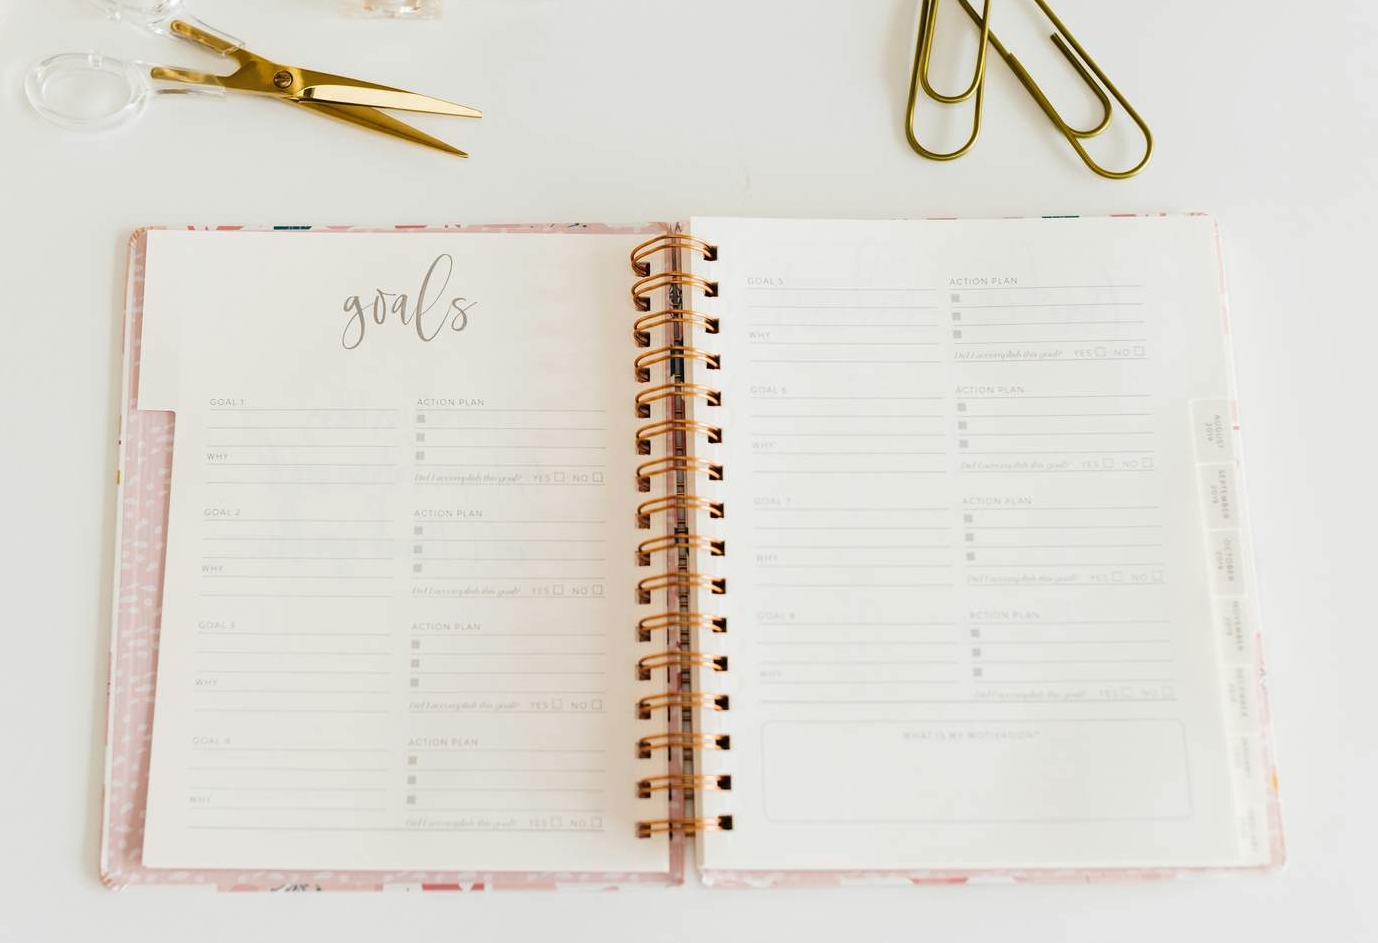 goals
GOAL 1
ACTION PLAN
WHY
Did I accomplish this goal? YES NO
GOAL 2
ACTION PLAN
WHY
Did I accomplish this goal? YES NO
GOAL 3
ACTION PLAN
WHY
Did I accomplish this goal? YES NO
GOAL 4
ACTION PLAN
WHY
Did I accomplish this goal? YES NO
GOAL 5
ACTION PLAN
WHY
Did I accomplish this goal? YES NO
GOAL 6
ACTION PLAN
WHY
Did I accomplish this goal? YES NO
GOAL 7
ACTION PLAN
WHY
Did I accomplish this goal? YES NO
GOAL 8
ACTION PLAN
WHY
Did I accomplish this goal? YES NO
WHAT IS MY MOTIVATION?
AUGUST
2019
SEPTEMBER
2019
OCTOBER
2019
NOVEMBER
2019
DECEMBER